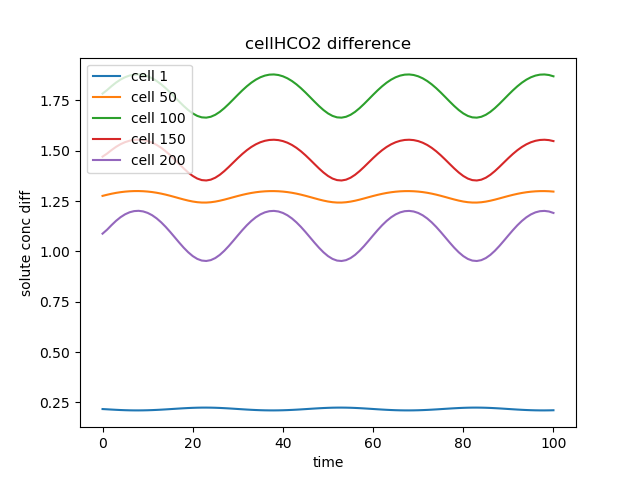 cellHCO2 difference
cell 1
cell 50
cell 100
cell 150
cell 200
solute conc diff
1.75
1.50
1.25
1.00
0.75
0.50
0.25
0 20 40 60 80 100
time